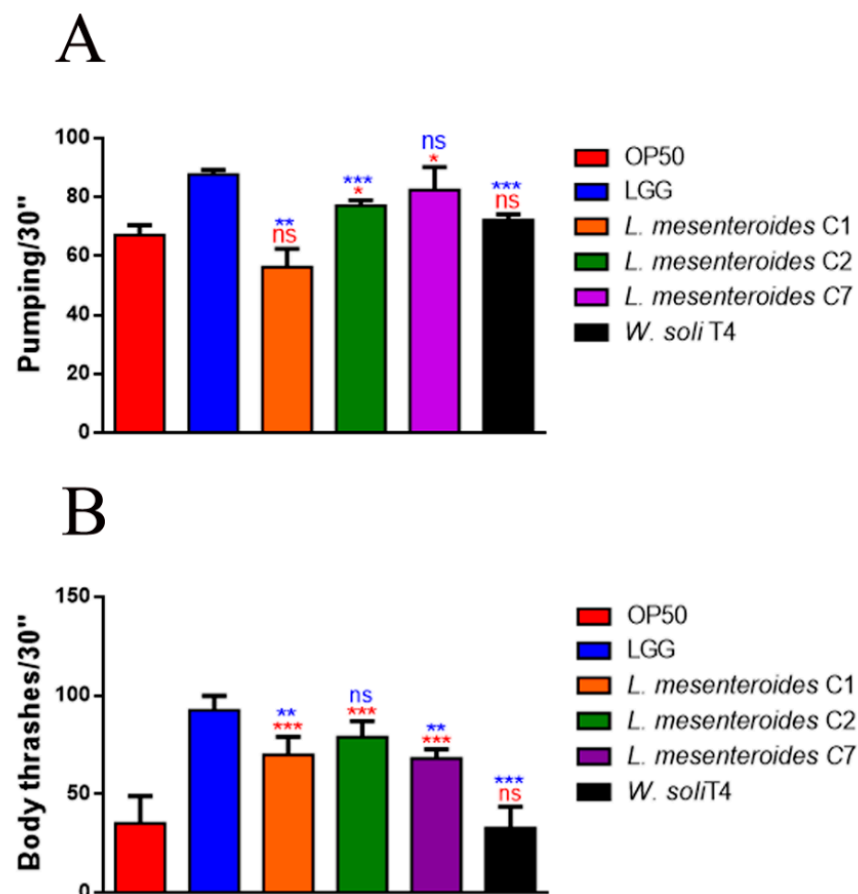 A
Pumping/30"
100
80
60
40
20
0
**
ns
***
*
ns
*
***
ns
OP50
LGG
L. mesenteroides C1
L. mesenteroides C2
L. mesenteroides C7
W. soli T4
B
Body thrashes/30"
150
100
50
0
**
***
ns
***
**
***
***
ns
OP50
LGG
L. mesenteroides C1
L. mesenteroides C2
L. mesenteroides C7
W. soliT4